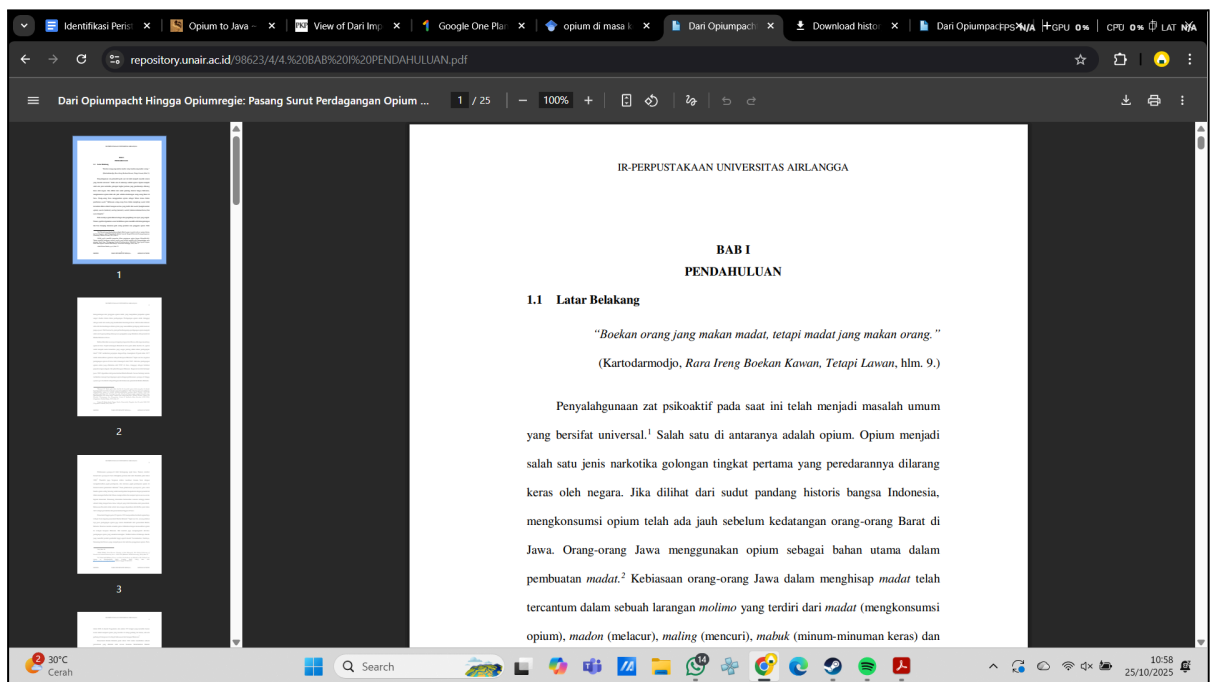 Identifikasi Perist
Opium to Java –
View of Dari Imp
Google One Plan
opium di masa k
Dari Opiumpach
Download histor
Dari Opiumpac
FPS N/A
GPU 0%
CPU 0%
LAT N/A
repository.unair.ac.id/98623/4/4.%20BAB%20I%20PENDAHULUAN.pdf
Dari Opiumpacht Hingga Opiumregie: Pasang Surut Perdagangan Opium ...
1 / 25
100%
1
2
3
IR-PERPUSTAKAAN UNIVERSITAS AIRLANGGA
BAB I
PENDAHULUAN
1.1 Latar Belakang
“Boekan orang jang makan madat, tetapi madat jang makan orang.”
(Kartodarmodjo, Rara Ireng Boekan Kawan, Tetapi Lawan, hlm. 9.)
Penyalahgunaan zat psikoaktif pada saat ini telah menjadi masalah umum
yang bersifat universal.1 Salah satu di antaranya adalah opium. Opium menjadi
salah satu jenis narkotika golongan tingkat pertama yang peredarannya dilarang
keras oleh negara. Jika dilihat dari sudut pandang historis bangsa Indonesia,
mengkonsumsi opium telah ada jauh sebelum kedatangan orang-orang Barat di
Jawa. Orang-orang Jawa menggunakan opium sebagai bahan utama dalam
pembuatan madat.2 Kebiasaan orang-orang Jawa dalam menghisap madat telah
tercantum dalam sebuah larangan molimo yang terdiri dari madat (mengkonsumsi
opium), madon (melacur), maling (mencuri), mabuk (minum-minuman keras) dan
2
30°C
Cerah
Search
10:58
25/10/2025